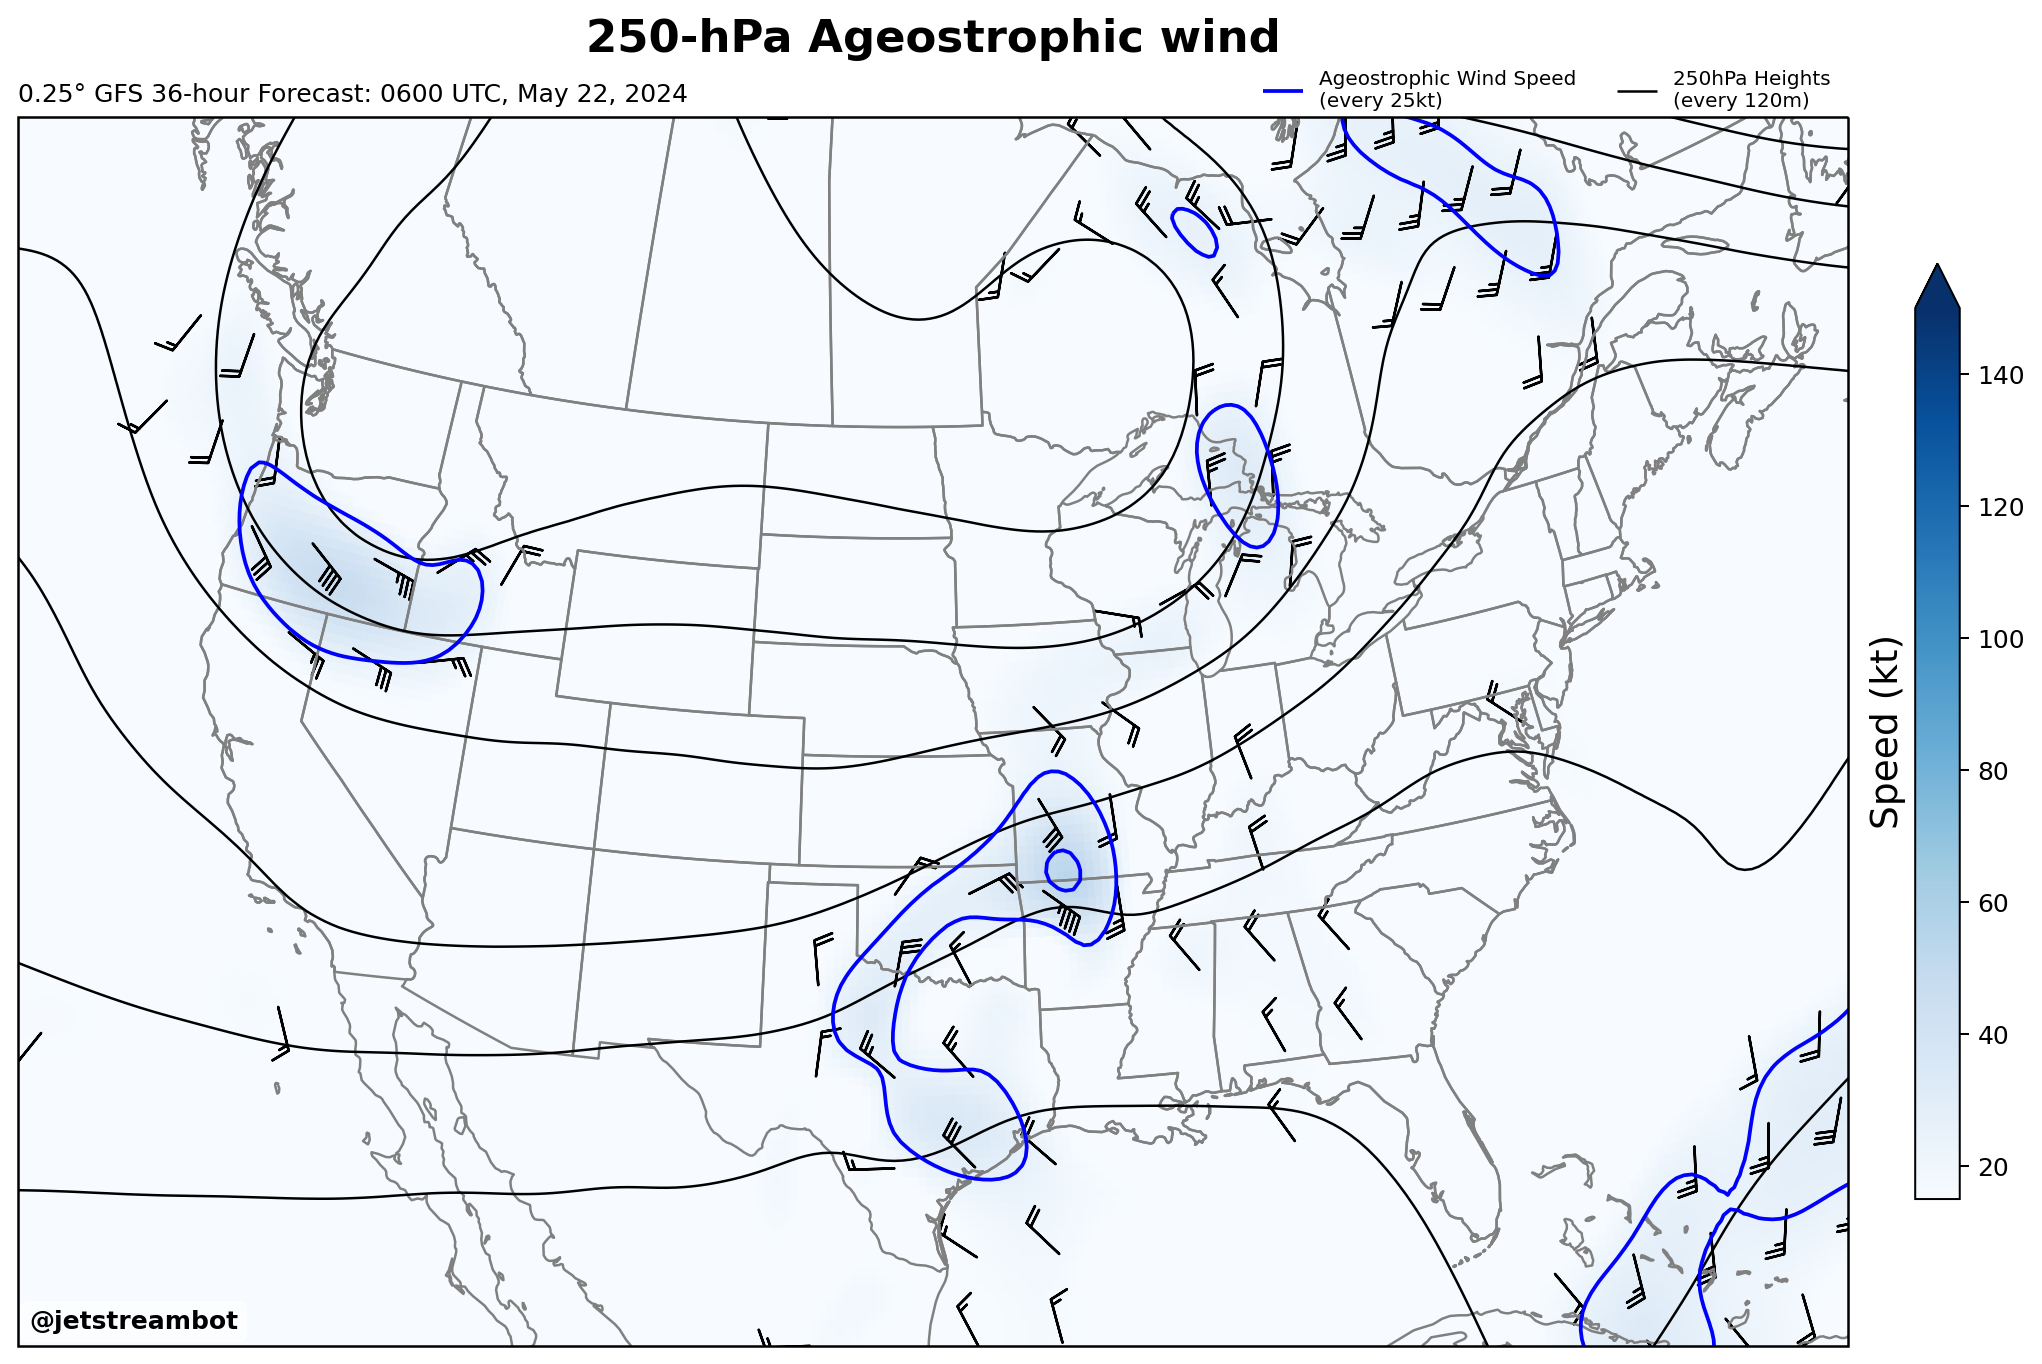 250-hPa Ageostrophic wind
0.25° GFS 36-hour Forecast: 0600 UTC, May 22, 2024
Ageostrophic Wind Speed
(every 25kt)
250hPa Heights
(every 120m)
140
120
100
80
60
40
20
Speed (kt)
@jetstreambot